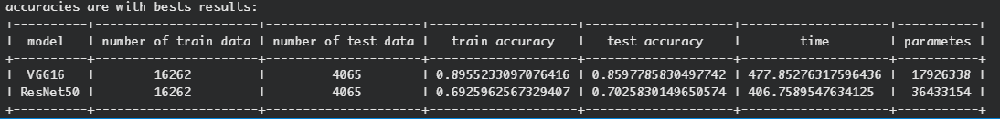 accuracies are with bests results:
+----------+----------------------+---------------------+--------------------+--------------------+--------------------+-----------+
| model | number of train data | number of test data | train accuracy | test accuracy | time | parametes |
+----------+----------------------+---------------------+--------------------+--------------------+--------------------+-----------+
| VGG16 | 16262 | 4065 | 0.8955233097076416 | 0.8597785830497742 | 477.85276317596436 | 17926338 |
| ResNet50 | 16262 | 4065 | 0.6925962567329407 | 0.7025830149650574 | 406.7589547634125 | 36433154 |
+----------+----------------------+---------------------+--------------------+--------------------+--------------------+-----------+